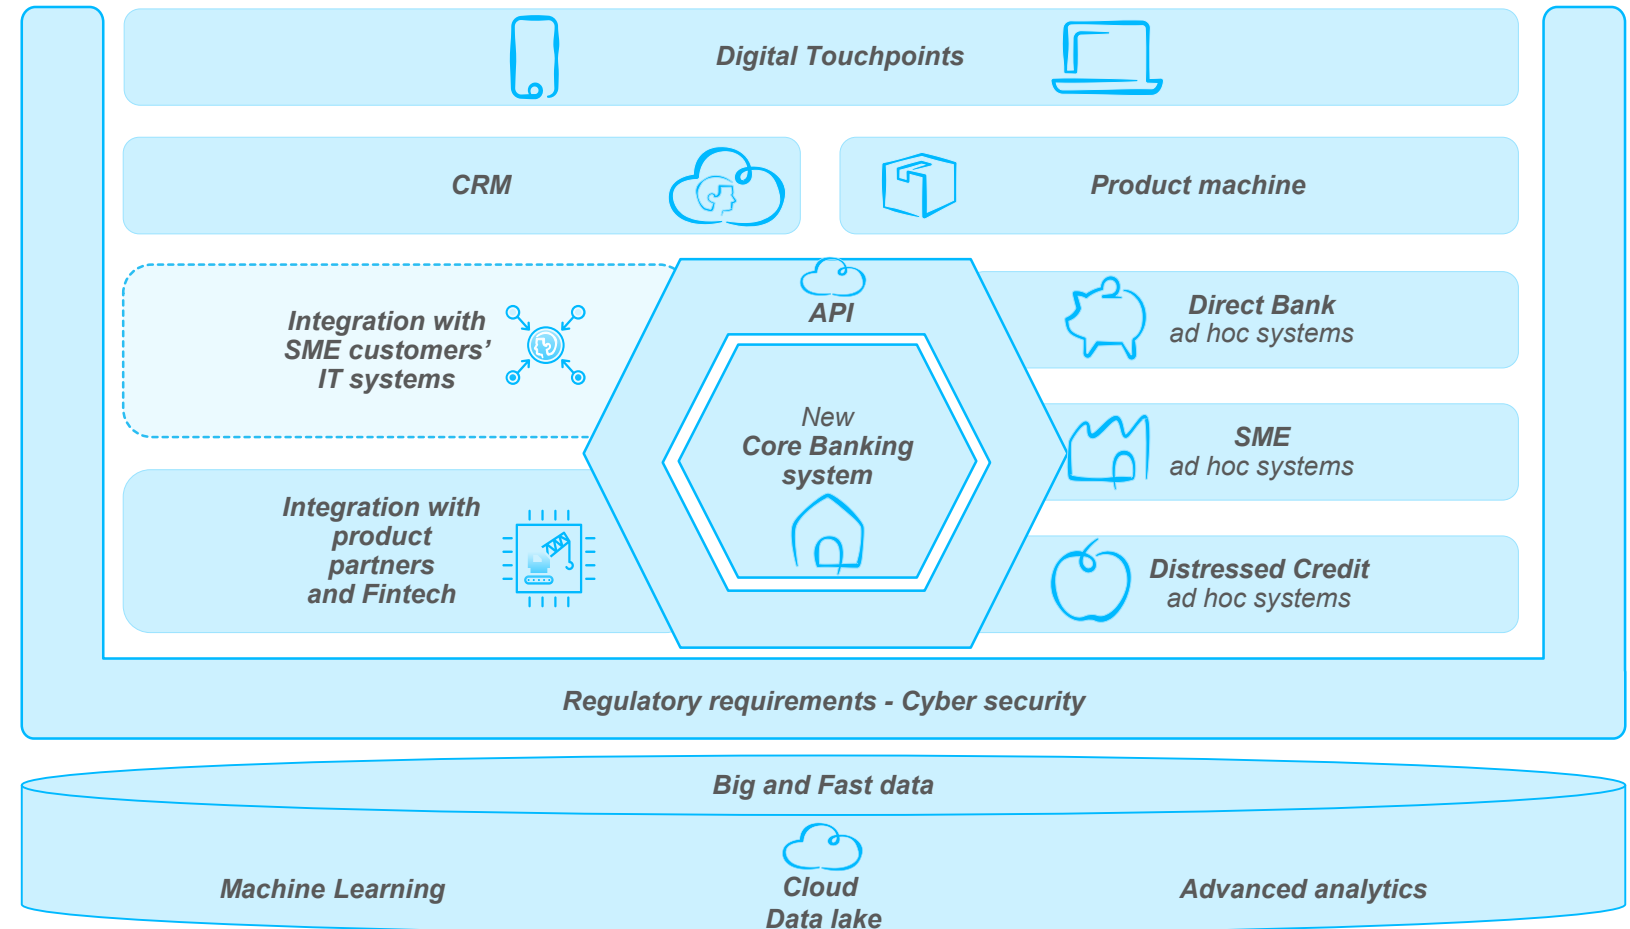 Digital Touchpoints
CRM
Product machine
API
Integration with
SME customers’
IT systems
Direct Bank
ad hoc systems
New
Core Banking
system
SME
ad hoc systems
Integration with
product
partners
and Fintech
Distressed Credit
ad hoc systems
Regulatory requirements - Cyber security
Big and Fast data
Machine Learning
Cloud
Data lake
Advanced analytics